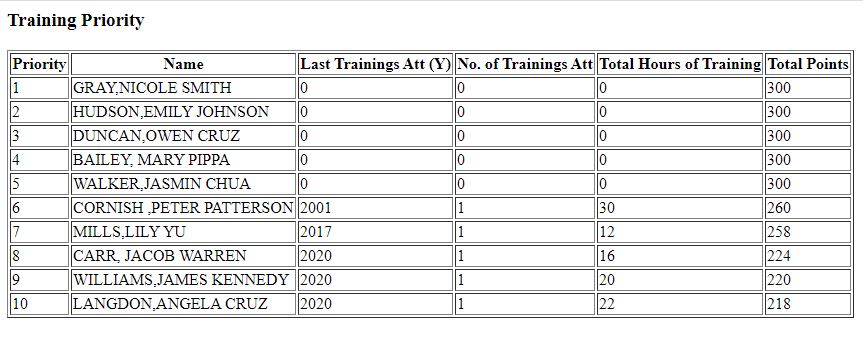 Training Priority
Priority Name Last Trainings Att (Y) No. of Trainings Att Total Hours of Training Total Points
1 GRAY,NICOLE SMITH 0 0 0 300
2 HUDSON,EMILY JOHNSON 0 0 0 300
3 DUNCAN,OWEN CRUZ 0 0 0 300
4 BAILEY, MARY PIPPA 0 0 0 300
5 WALKER,JASMIN CHUA 0 0 0 300
6 CORNISH ,PETER PATTERSON 2001 1 30 260
7 MILLS,LILY YU 2017 1 12 258
8 CARR, JACOB WARREN 2020 1 16 224
9 WILLIAMS,JAMES KENNEDY 2020 1 20 220
10 LANGDON,ANGELA CRUZ 2020 1 22 218